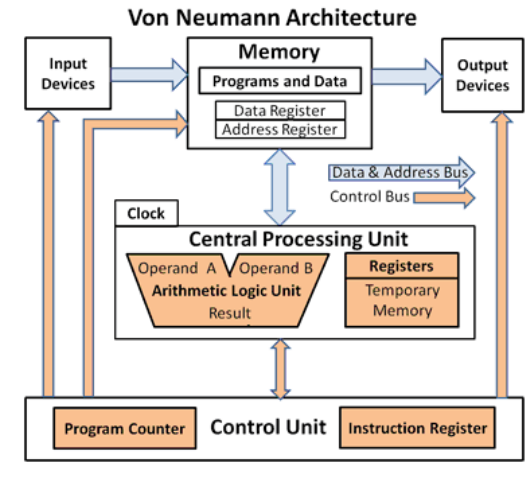 Von Neumann Architecture
Input
Devices
Memory
Programs and Data
Data Register
Address Register
Output
Devices
Data & Address Bus
Control Bus
Clock
Central Processing Unit
Operand A Operand B
Arithmetic Logic Unit
Result
Registers
Temporary
Memory
Program Counter
Control Unit
Instruction Register